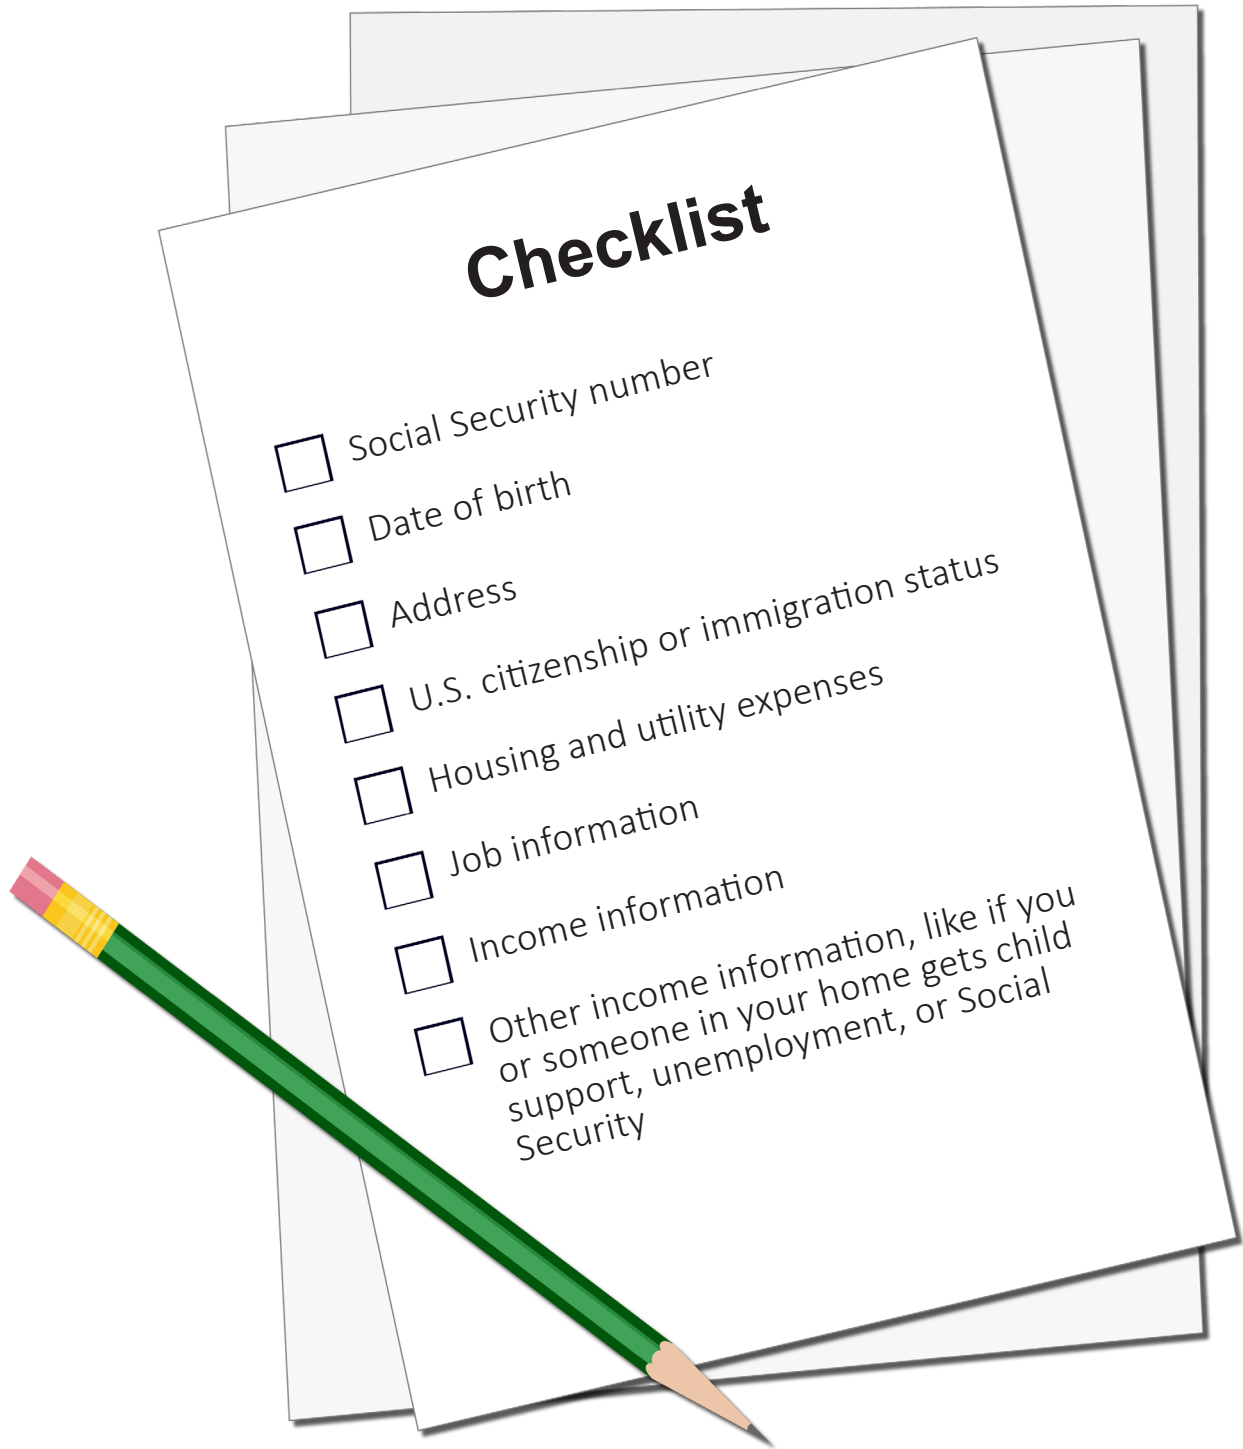 Checklist
Social Security number
Date of birth
Address
U.S. citizenship or immigration status
Housing and utility expenses
Job information
Income information
Other income information, like if you
or someone in your home gets child
support, unemployment, or Social
Security